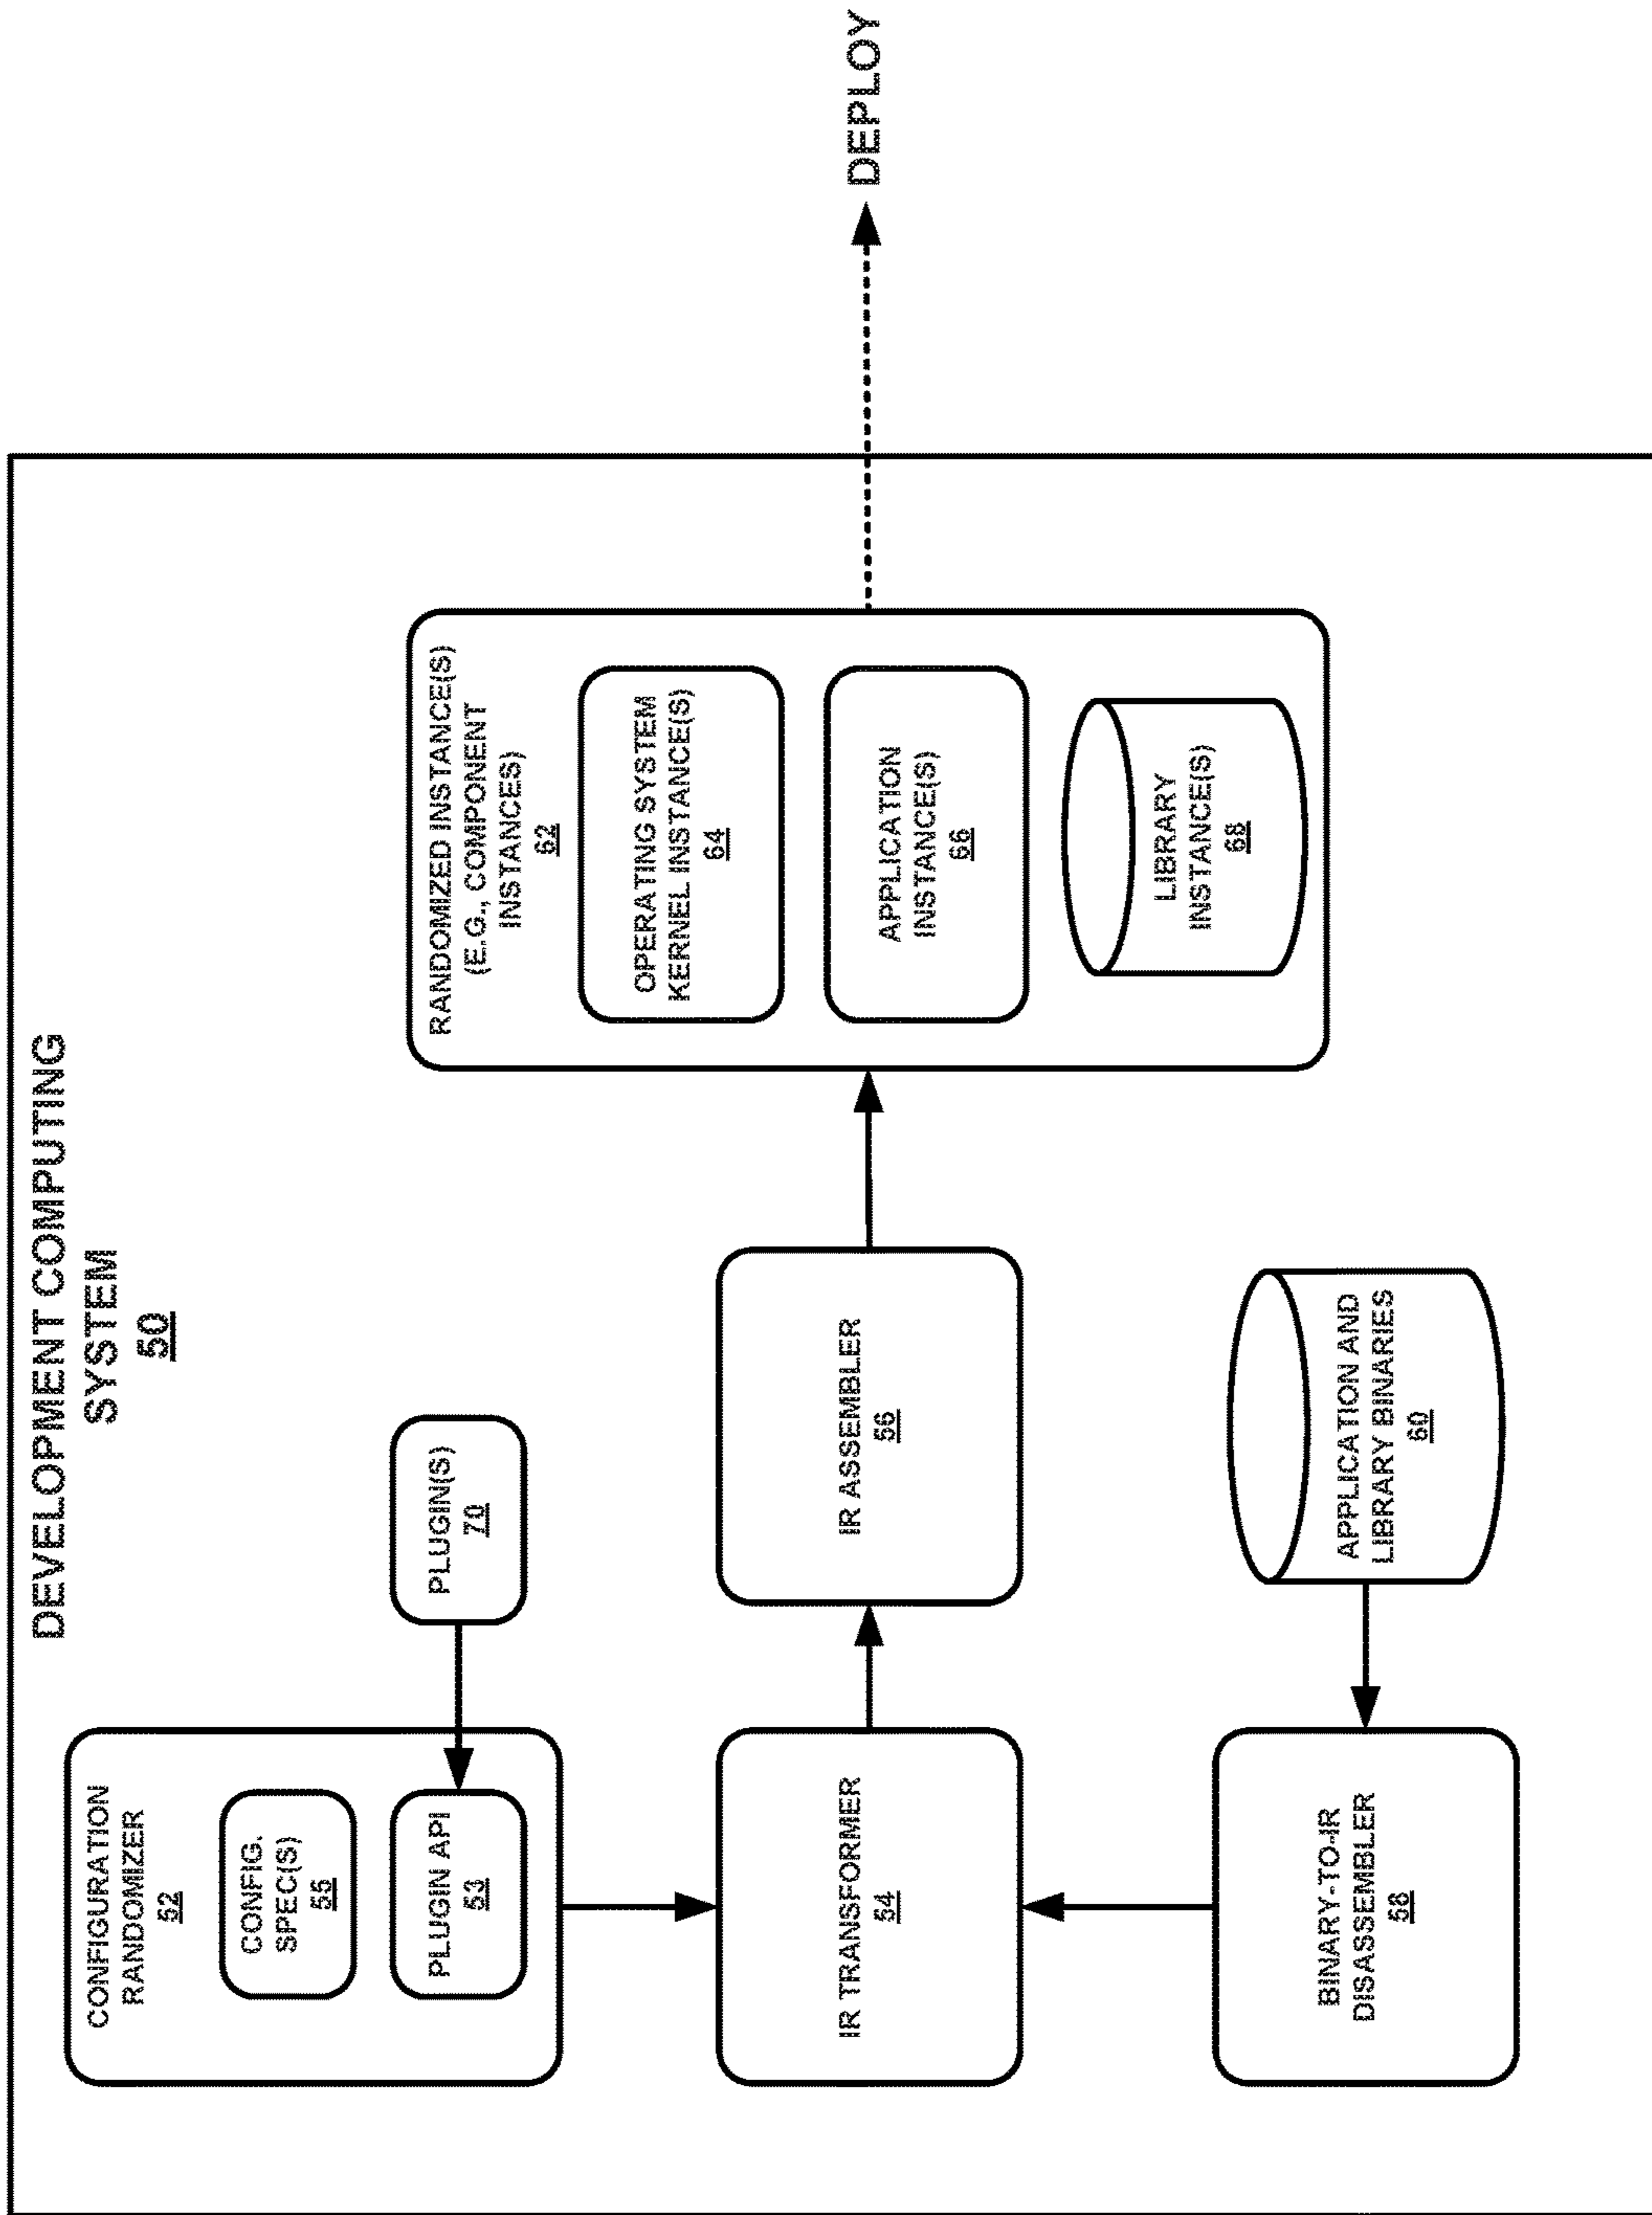 DEVELOPMENT COMPUTING
SYSTEM
50
CONFIGURATION
RANDOMIZER
52
CONFIG.
SPEC(S)
55
PLUGIN API
53
PLUGIN(S)
70
IR TRANSFORMER
54
IR ASSEMBLER
56
BINARY-TO-IR
DISASSEMBLER
58
APPLICATION AND
LIBRARY BINARIES
60
RANDOMIZED INSTANCE(S)
(E.G., COMPONENT
INSTANCES)
62
OPERATING SYSTEM
KERNEL INSTANCE(S)
64
APPLICATION
INSTANCE(S)
66
LIBRARY
INSTANCE(S)
68
DEPLOY